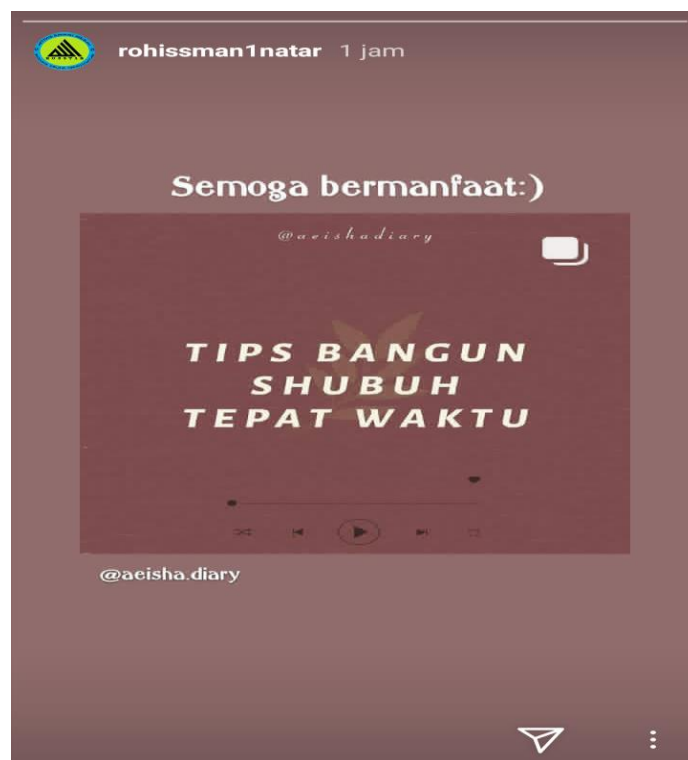 rohissman1natar 1 jam
Semoga bermanfaat:)
@aeishadiary
TIPS BANGUN
SHUBUH
TEPAT WAKTU
@aeisha.diary